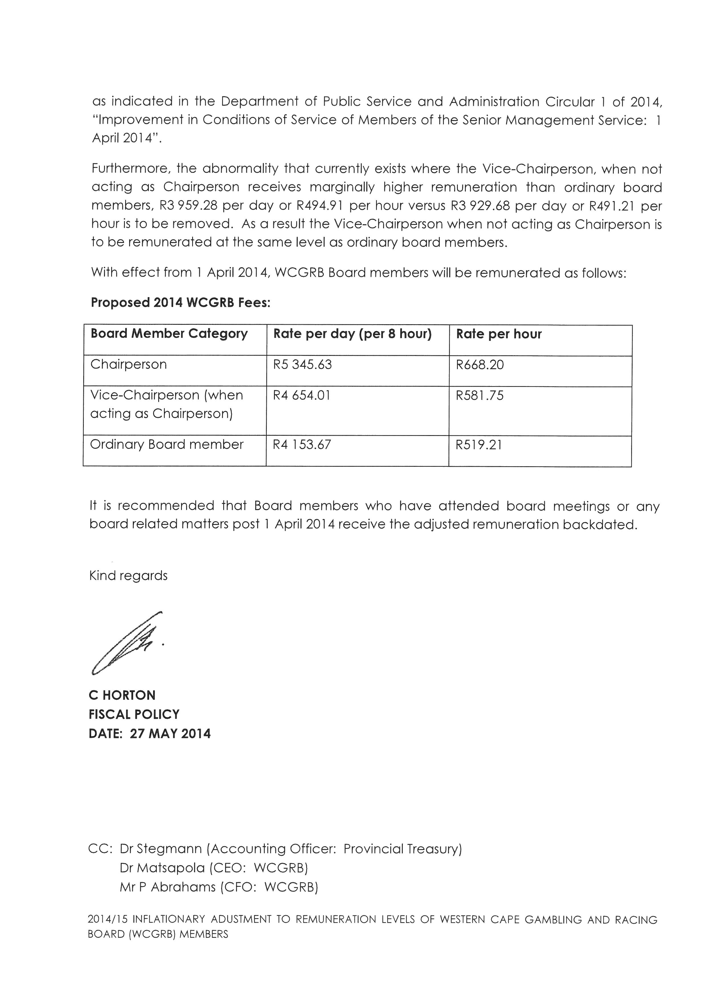 as indicated in the Department of Public Service and Administration Circular 1 of 2014,
“Improvement in Conditions of Service of Members of the Senior Management Service:  1
April 2014”.
Furthermore, the abnormality that currently exists where the Vice-Chairperson, when not
acting as Chairperson receives marginally higher remuneration than ordinary board
members, R3 959.28 per day or R494.91 per hour versus R3 929.68 per day or R491.21 per
hour is to be removed.  As a result the Vice-Chairperson when not acting as Chairperson is
to be remunerated at the same level as ordinary board members.
With effect from 1 April 2014, WCGRB Board members will be remunerated as follows:
Proposed 2014 WCGRB Fees:
Board Member Category Rate per day (per 8 hour) Rate per hour
Chairperson R5 345.63 R668.20
Vice-Chairperson (when R4 654.01 R581.75
acting as Chairperson)
Ordinary Board member R4 153.67 R519.21
It is recommended that Board members who have attended board meetings or any
board related matters post 1 April 2014 receive the adjusted remuneration backdated.
Kind regards
C HORTON
FISCAL POLICY
DATE:  27 MAY 2014
CC:  Dr Stegmann (Accounting Officer:  Provincial Treasury)
Dr Matsapola (CEO:  WCGRB)
Mr P Abrahams (CFO:  WCGRB)
2014/15 INFLATIONARY ADUSTMENT TO REMUNERATION LEVELS OF WESTERN CAPE GAMBLING AND RACING
BOARD (WCGRB) MEMBERS